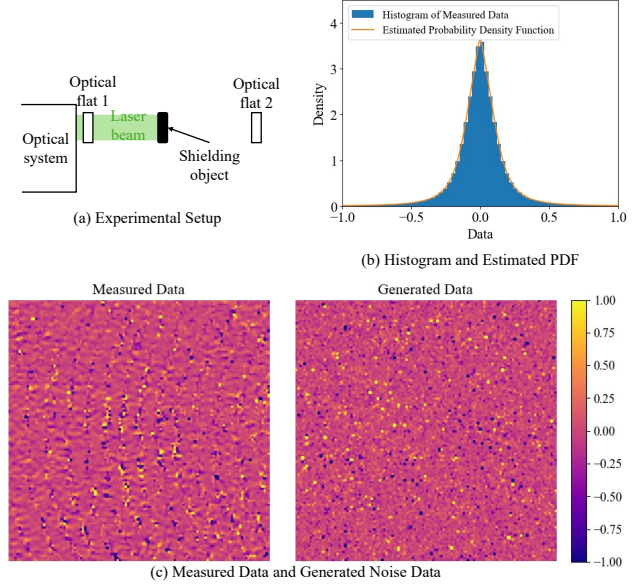 Optical
flat 1
Optical
flat 2
Laser
beam
Optical
system
Shielding
object
(a) Experimental Setup
Histogram of Measured Data
Estimated Probability Density Function
4
3
2
1
0
Density
−1.0
−0.5
0.0
0.5
1.0
Data
(b) Histogram and Estimated PDF
Measured Data
Generated Data
1.00
0.75
0.50
0.25
0.00
−0.25
−0.50
−0.75
−1.00
(c) Measured Data and Generated Noise Data